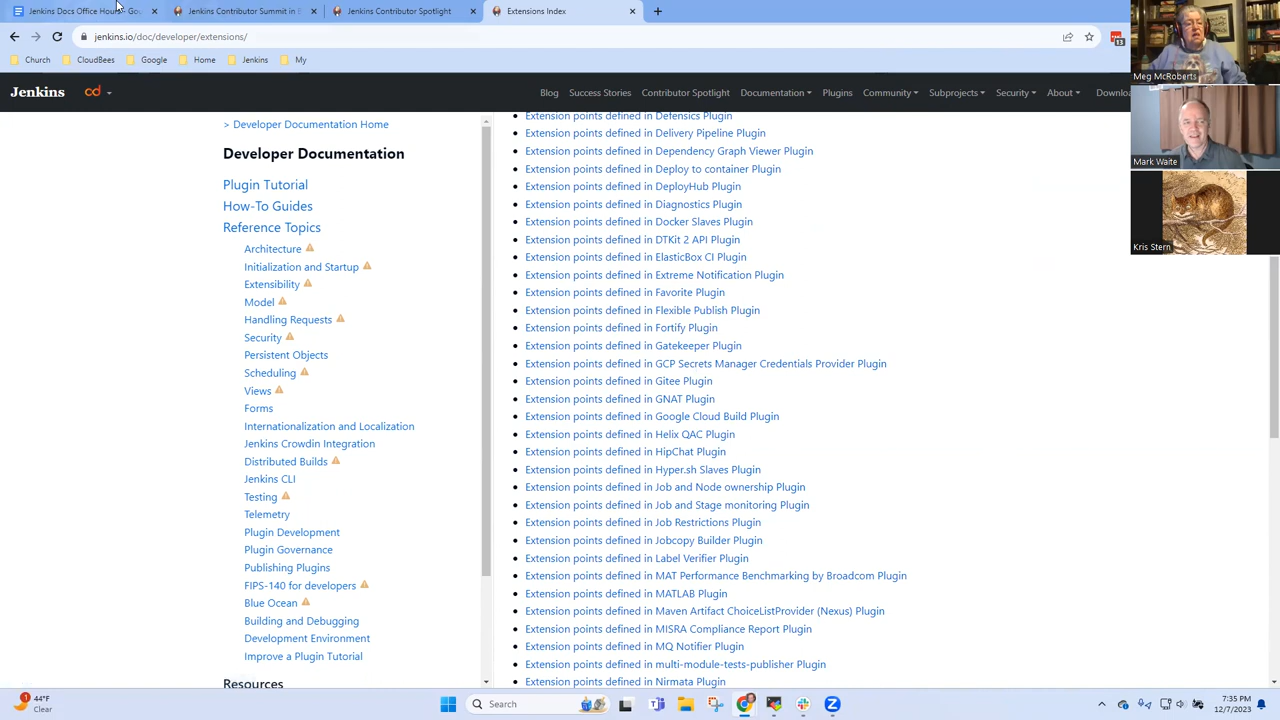 Jenkins Docs Office Hours Go
Jenkins Contributor Summit in B
Jenkins Contributor Spotlight
Extensions Index
jenkins.io/doc/developer/extensions/
13
Church
CloudBees
Google
Home
Jenkins
My
Jenkins
cd
Blog
Success Stories
Contributor Spotlight
Documentation
Plugins
Community
Subprojects
Security
About
Downloa
> Developer Documentation Home
Developer Documentation
Plugin Tutorial
How-To Guides
Reference Topics
Architecture
Initialization and Startup
Extensibility
Model
Handling Requests
Security
Persistent Objects
Scheduling
Views
Forms
Internationalization and Localization
Jenkins Crowdin Integration
Distributed Builds
Jenkins CLI
Testing
Telemetry
Plugin Development
Plugin Governance
Publishing Plugins
FIPS-140 for developers
Blue Ocean
Building and Debugging
Development Environment
Improve a Plugin Tutorial
Resources
Extension points defined in Defensics Plugin
Extension points defined in Delivery Pipeline Plugin
Extension points defined in Dependency Graph Viewer Plugin
Extension points defined in Deploy to container Plugin
Extension points defined in DeployHub Plugin
Extension points defined in Diagnostics Plugin
Extension points defined in Docker Slaves Plugin
Extension points defined in DTKit 2 API Plugin
Extension points defined in ElasticBox CI Plugin
Extension points defined in Extreme Notification Plugin
Extension points defined in Favorite Plugin
Extension points defined in Flexible Publish Plugin
Extension points defined in Fortify Plugin
Extension points defined in Gatekeeper Plugin
Extension points defined in GCP Secrets Manager Credentials Provider Plugin
Extension points defined in Gitee Plugin
Extension points defined in GNAT Plugin
Extension points defined in Google Cloud Build Plugin
Extension points defined in Helix QAC Plugin
Extension points defined in HipChat Plugin
Extension points defined in Hyper.sh Slaves Plugin
Extension points defined in Job and Node ownership Plugin
Extension points defined in Job and Stage monitoring Plugin
Extension points defined in Job Restrictions Plugin
Extension points defined in Jobcopy Builder Plugin
Extension points defined in Label Verifier Plugin
Extension points defined in MAT Performance Benchmarking by Broadcom Plugin
Extension points defined in MATLAB Plugin
Extension points defined in Maven Artifact ChoiceListProvider (Nexus) Plugin
Extension points defined in MISRA Compliance Report Plugin
Extension points defined in MQ Notifier Plugin
Extension points defined in multi-module-tests-publisher Plugin
Extension points defined in Nirmata Plugin
Meg McRoberts
Mark Waite
Kris Stern
1
44°F
Clear
Search
7:35 PM
12/7/2023